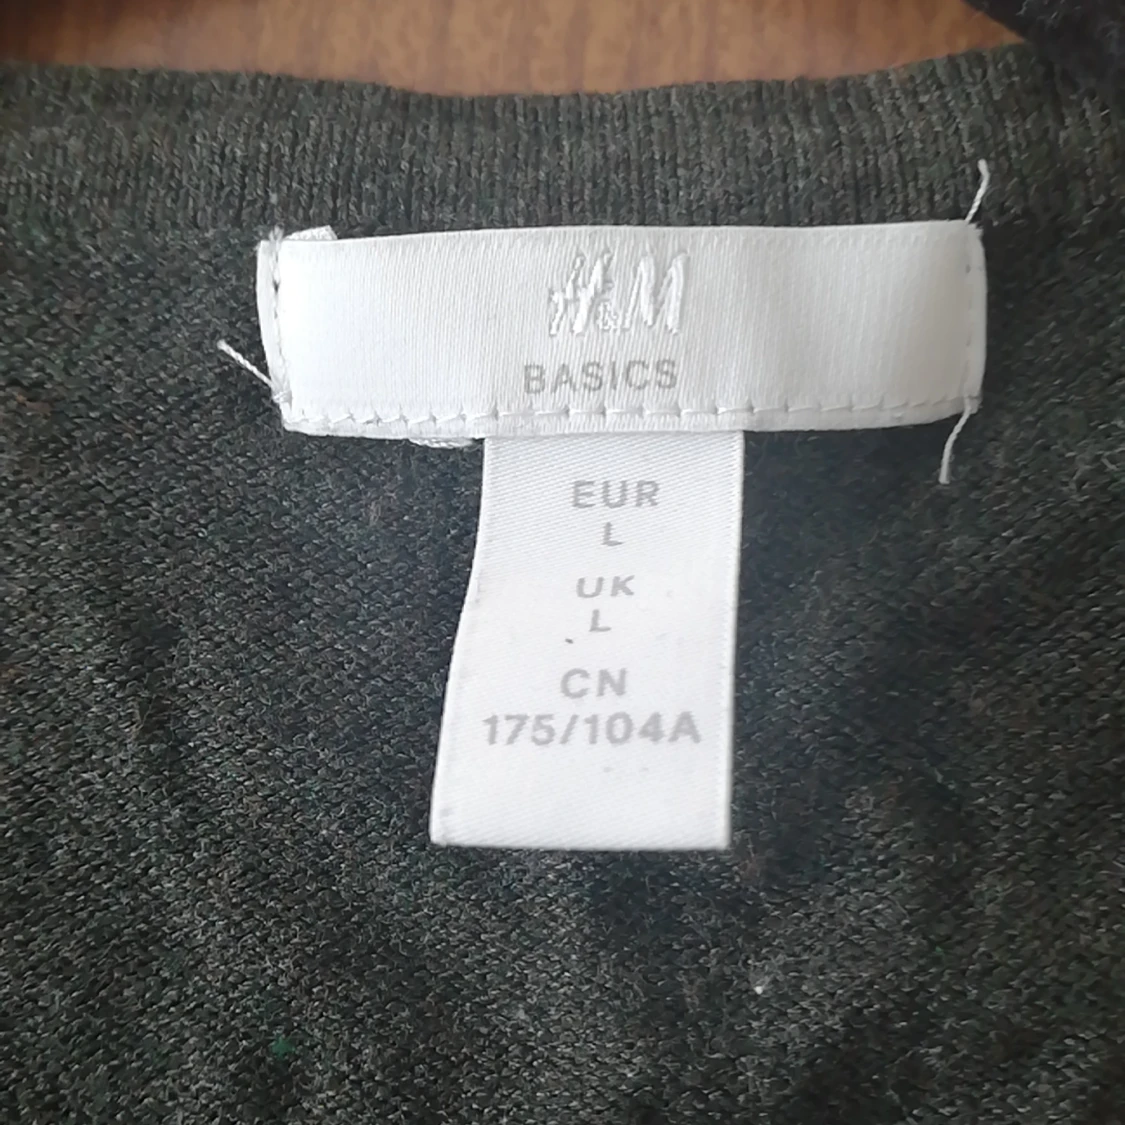 H&M
BASICS
EUR
L
UK
L
CN
175/104A